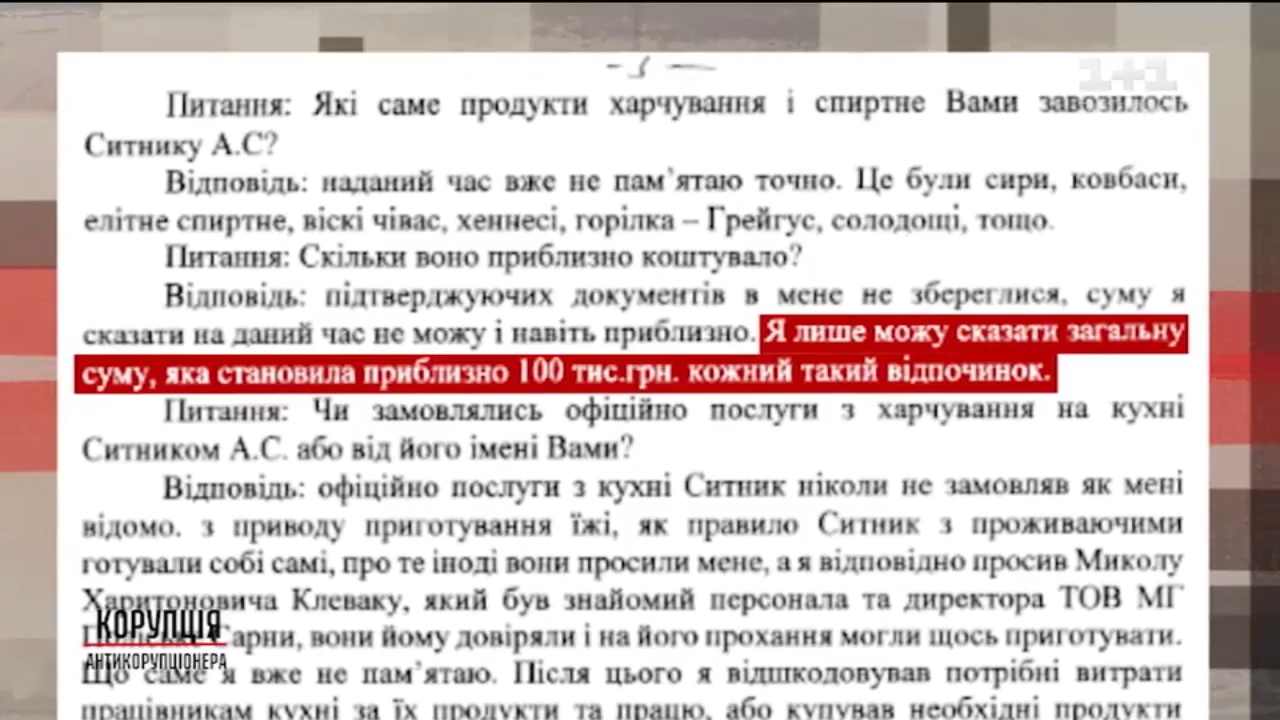 1+1
Питання: Які саме продукти харчування і спиртне Вами завозилось
Ситнику А.С?
Відповідь: наданий час вже не пам'ятаю точно. Це були сири, ковбаси,
елітне спиртне, віскі чівас, хеннесі, горілка – Грейгус, солодощі, тощо.
Питання: Скільки воно приблизно коштувало?
Відповідь: підтверджуючих документів в мене не збереглися, суму я
сказати на даний час не можу і навіть приблизно. Я лише можу сказати загальну
суму, яка становила приблизно 100 тис.грн. кожний такий відпочинок.
Питання: Чи замовлялись офіційно послуги з харчування на кухні
Ситником А.С. або від його імені Вами?
Відповідь: офіційно послуги з кухні Ситник ніколи не замовляв як мені
відомо. з приводу приготування їжі, як правило Ситник з проживаючими
готували собі самі, про те іноді вони просили мене, а я відповідно просив Миколу
Харитоновича Клеваку, який був знайомий персонала та директора ТОВ МГ
Гарни, вони йому довіряли і на його прохання могли щось приготувати.
Що саме я вже не пам'ятаю. Після цього я відшкодовував потрібні витрати
працівникам кухні за їх продукти та працю, або купував необхідні продукти
КОРУПЦІЯ
АНТИКОРУПЦІОНЕРА